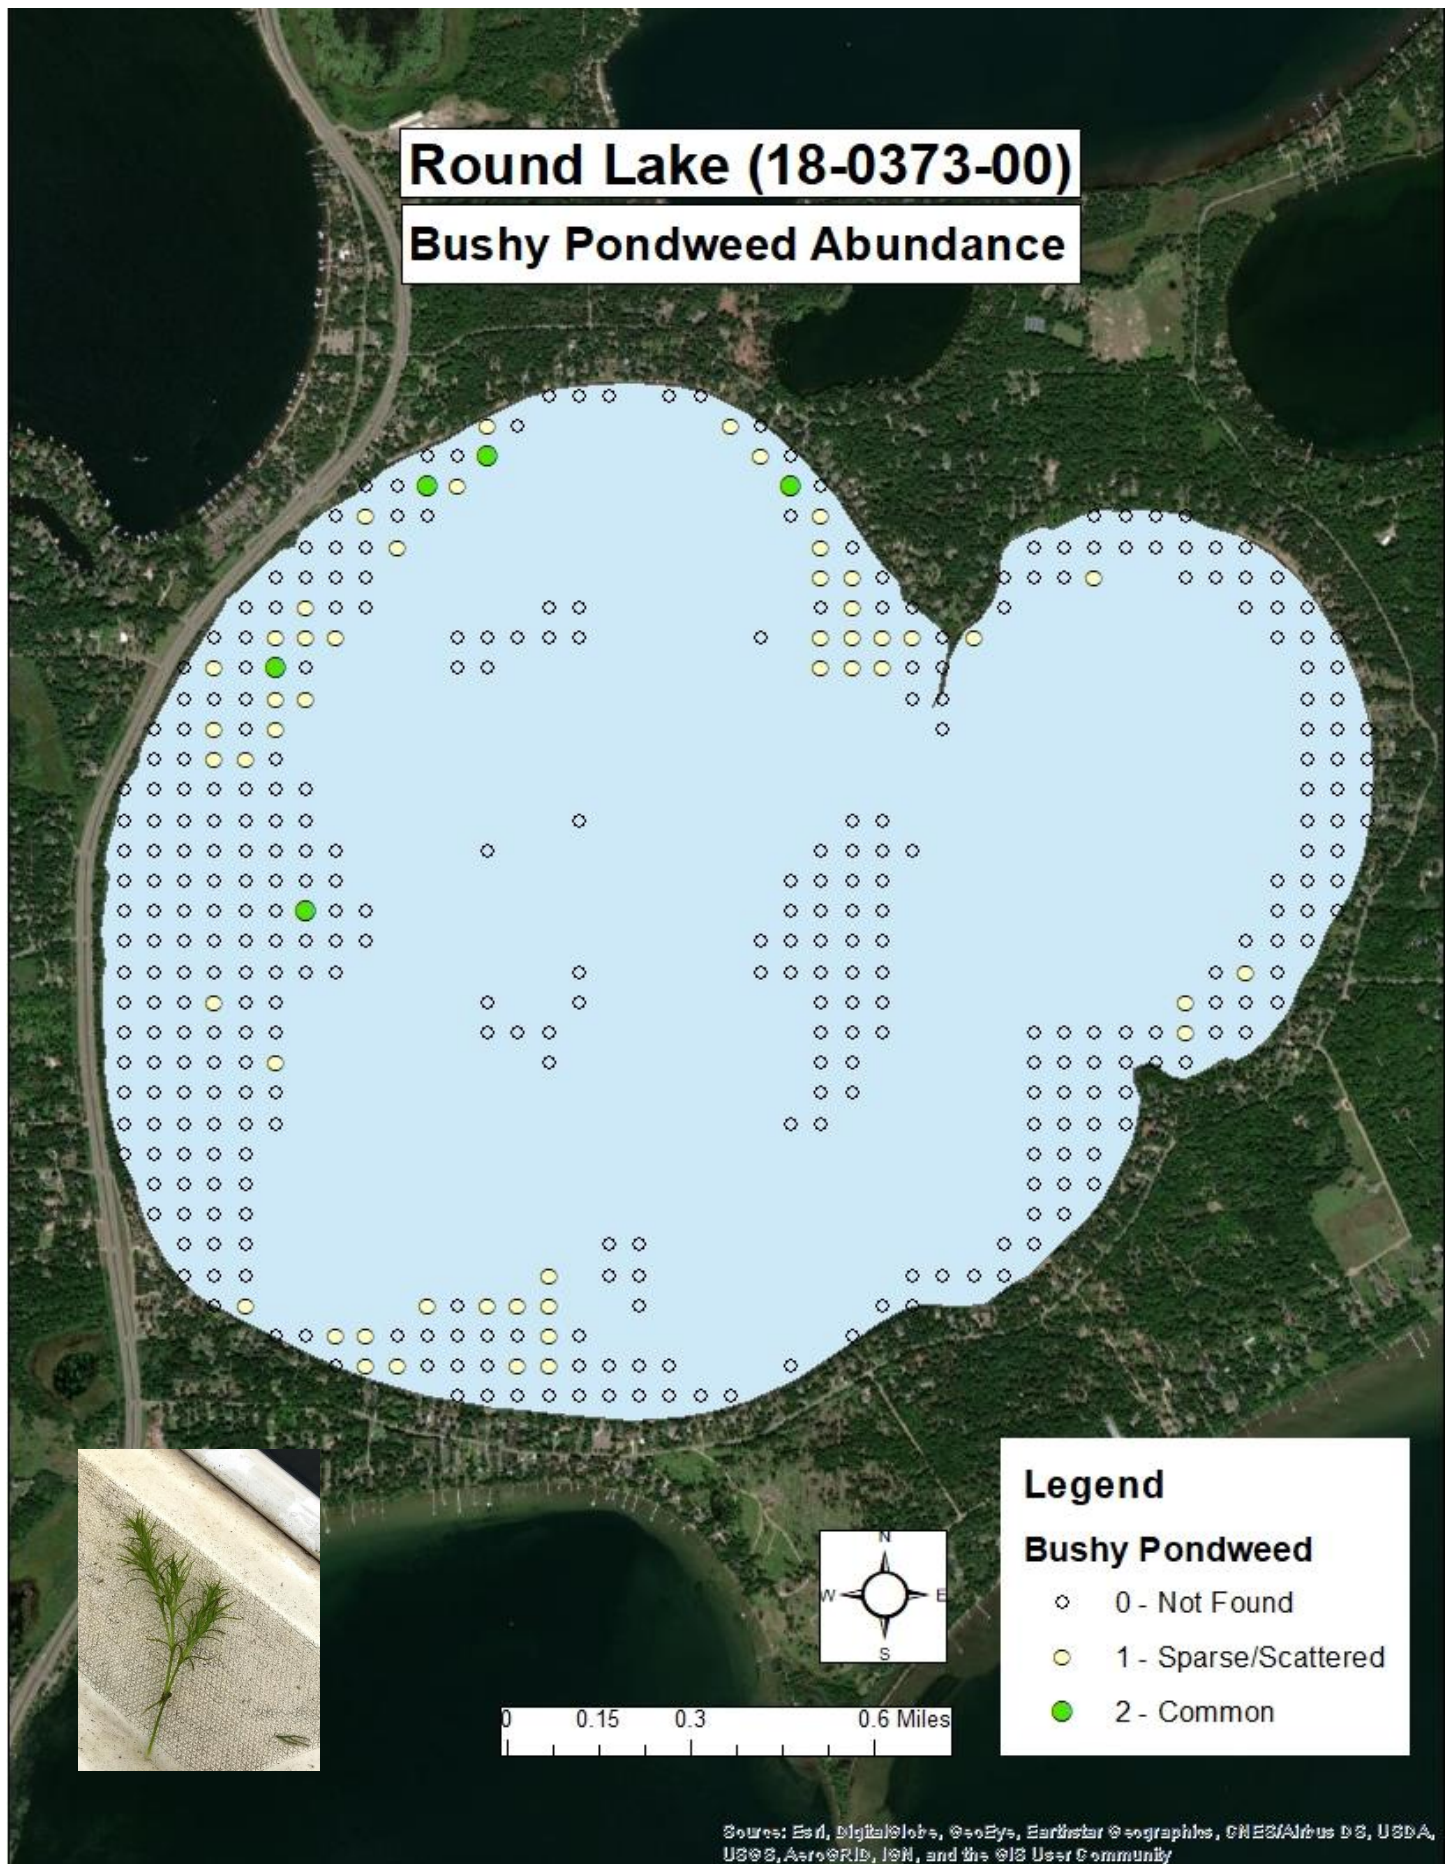 Round Lake (18-0373-00)
Bushy Pondweed Abundance
Legend
Bushy Pondweed
0 - Not Found
1 - Sparse/Scattered
2 - Common
N
W E
S
0 0.15 0.3 0.6 Miles
Source: Esri, DigitalGlobe, GeoEye, Earthstar Geographics, CNES/Airbus DS, USDA,
USGS, AeroGRID, IGN, and the GIS User Community